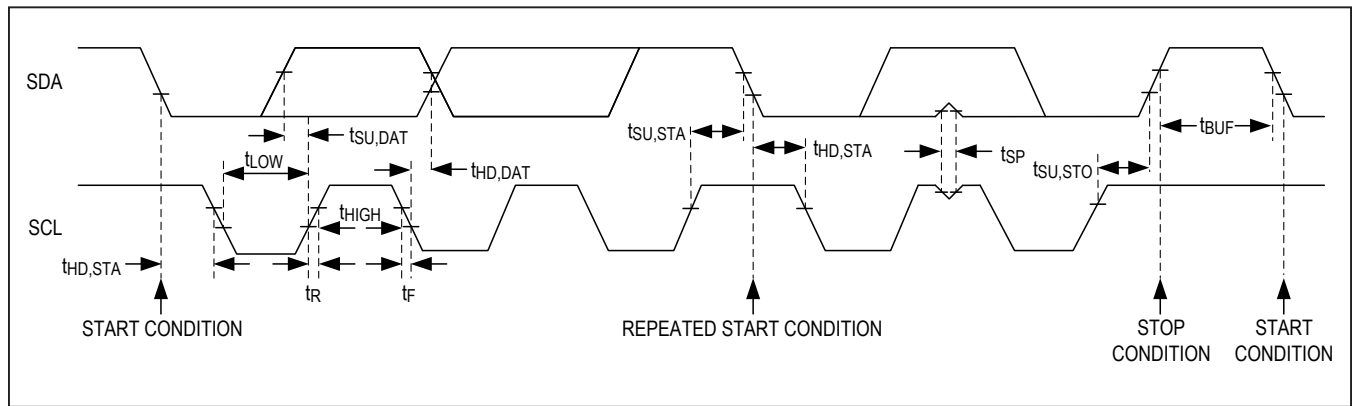 SDA
tSU,DAT
tLOW
tHD,DAT
tSU,STA
tHD,STA
tSP
tBUF
tSU,STO
SCL
tHIGH
tHD,STA
tR
tF
START CONDITION
REPEATED START CONDITION
STOP
CONDITION
START
CONDITION